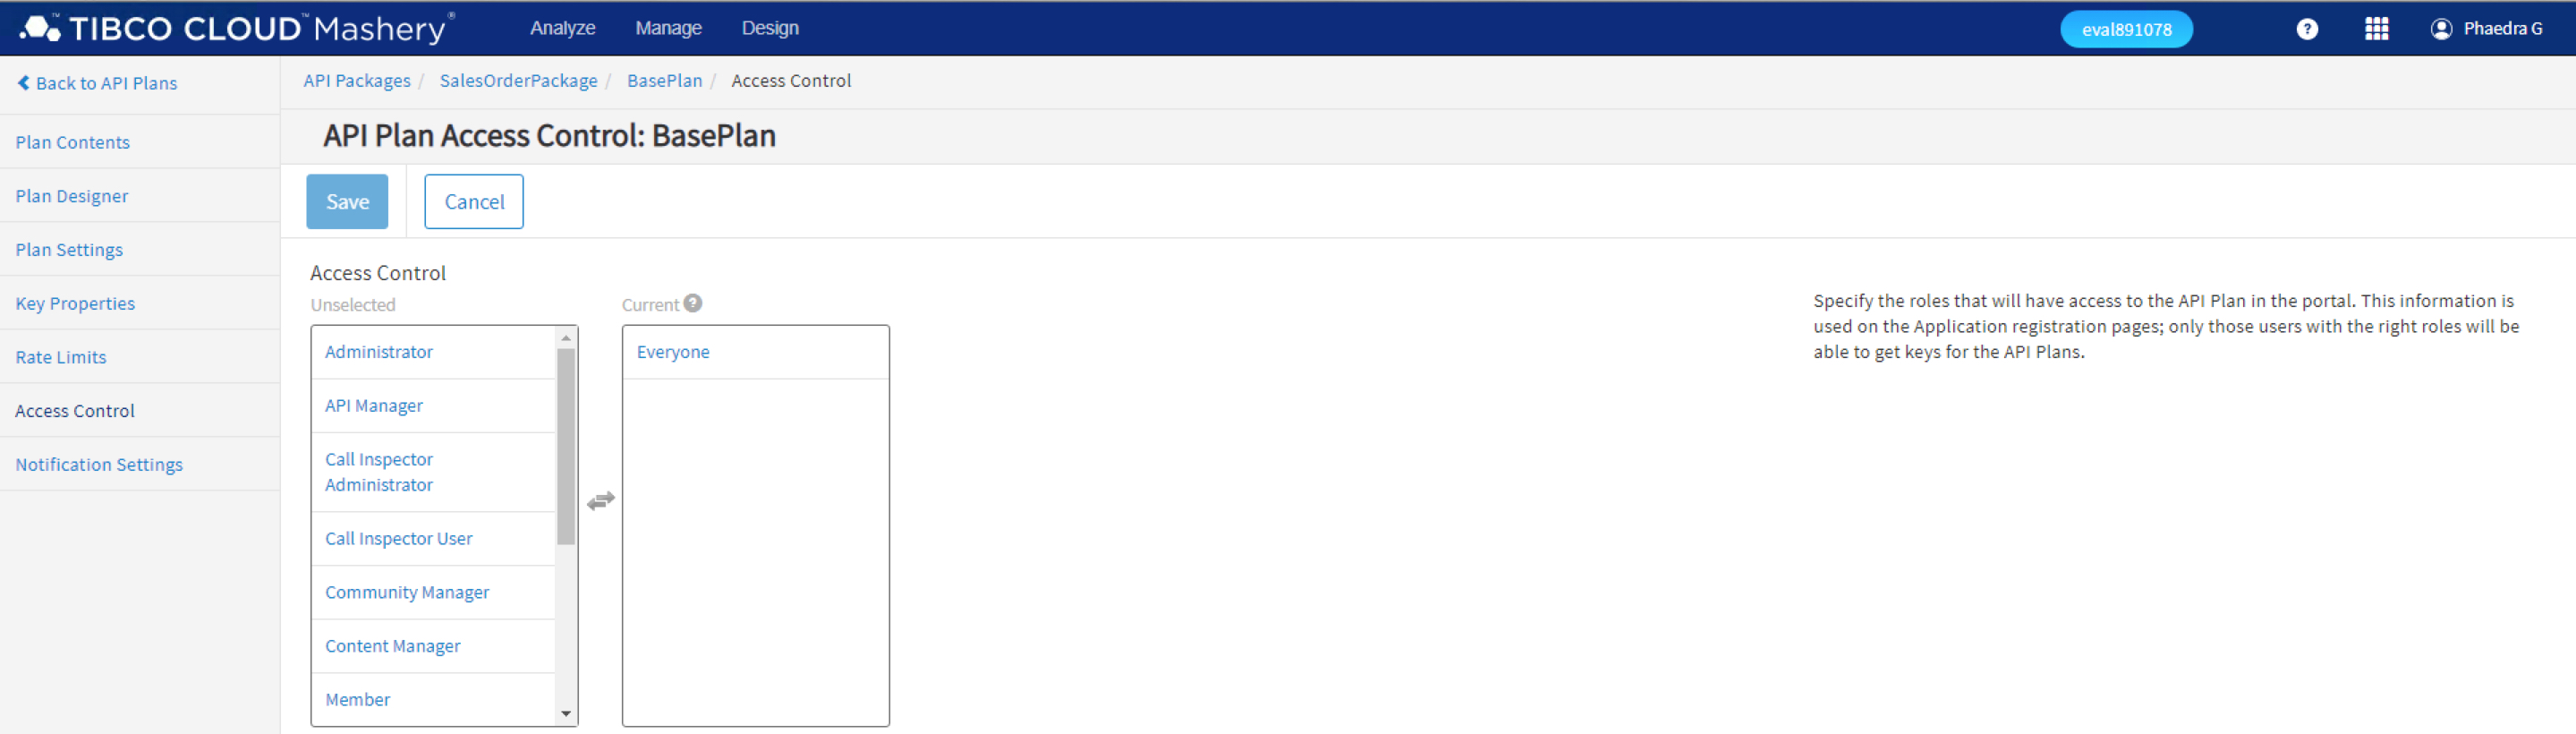 TIBCO CLOUD™ Mashery®
Analyze Manage Design
eval891078
? Phaedra G
Back to API Plans
API Packages / SalesOrderPackage / BasePlan / Access Control
API Plan Access Control: BasePlan
Plan Contents
Plan Designer
Plan Settings
Key Properties
Rate Limits
Access Control
Notification Settings
Save Cancel
Access Control
Unselected
Administrator
API Manager
Call Inspector
Administrator
Call Inspector User
Community Manager
Content Manager
Member
Current ?
Everyone
Specify the roles that will have access to the API Plan in the portal. This information is
used on the Application registration pages; only those users with the right roles will be
able to get keys for the API Plans.